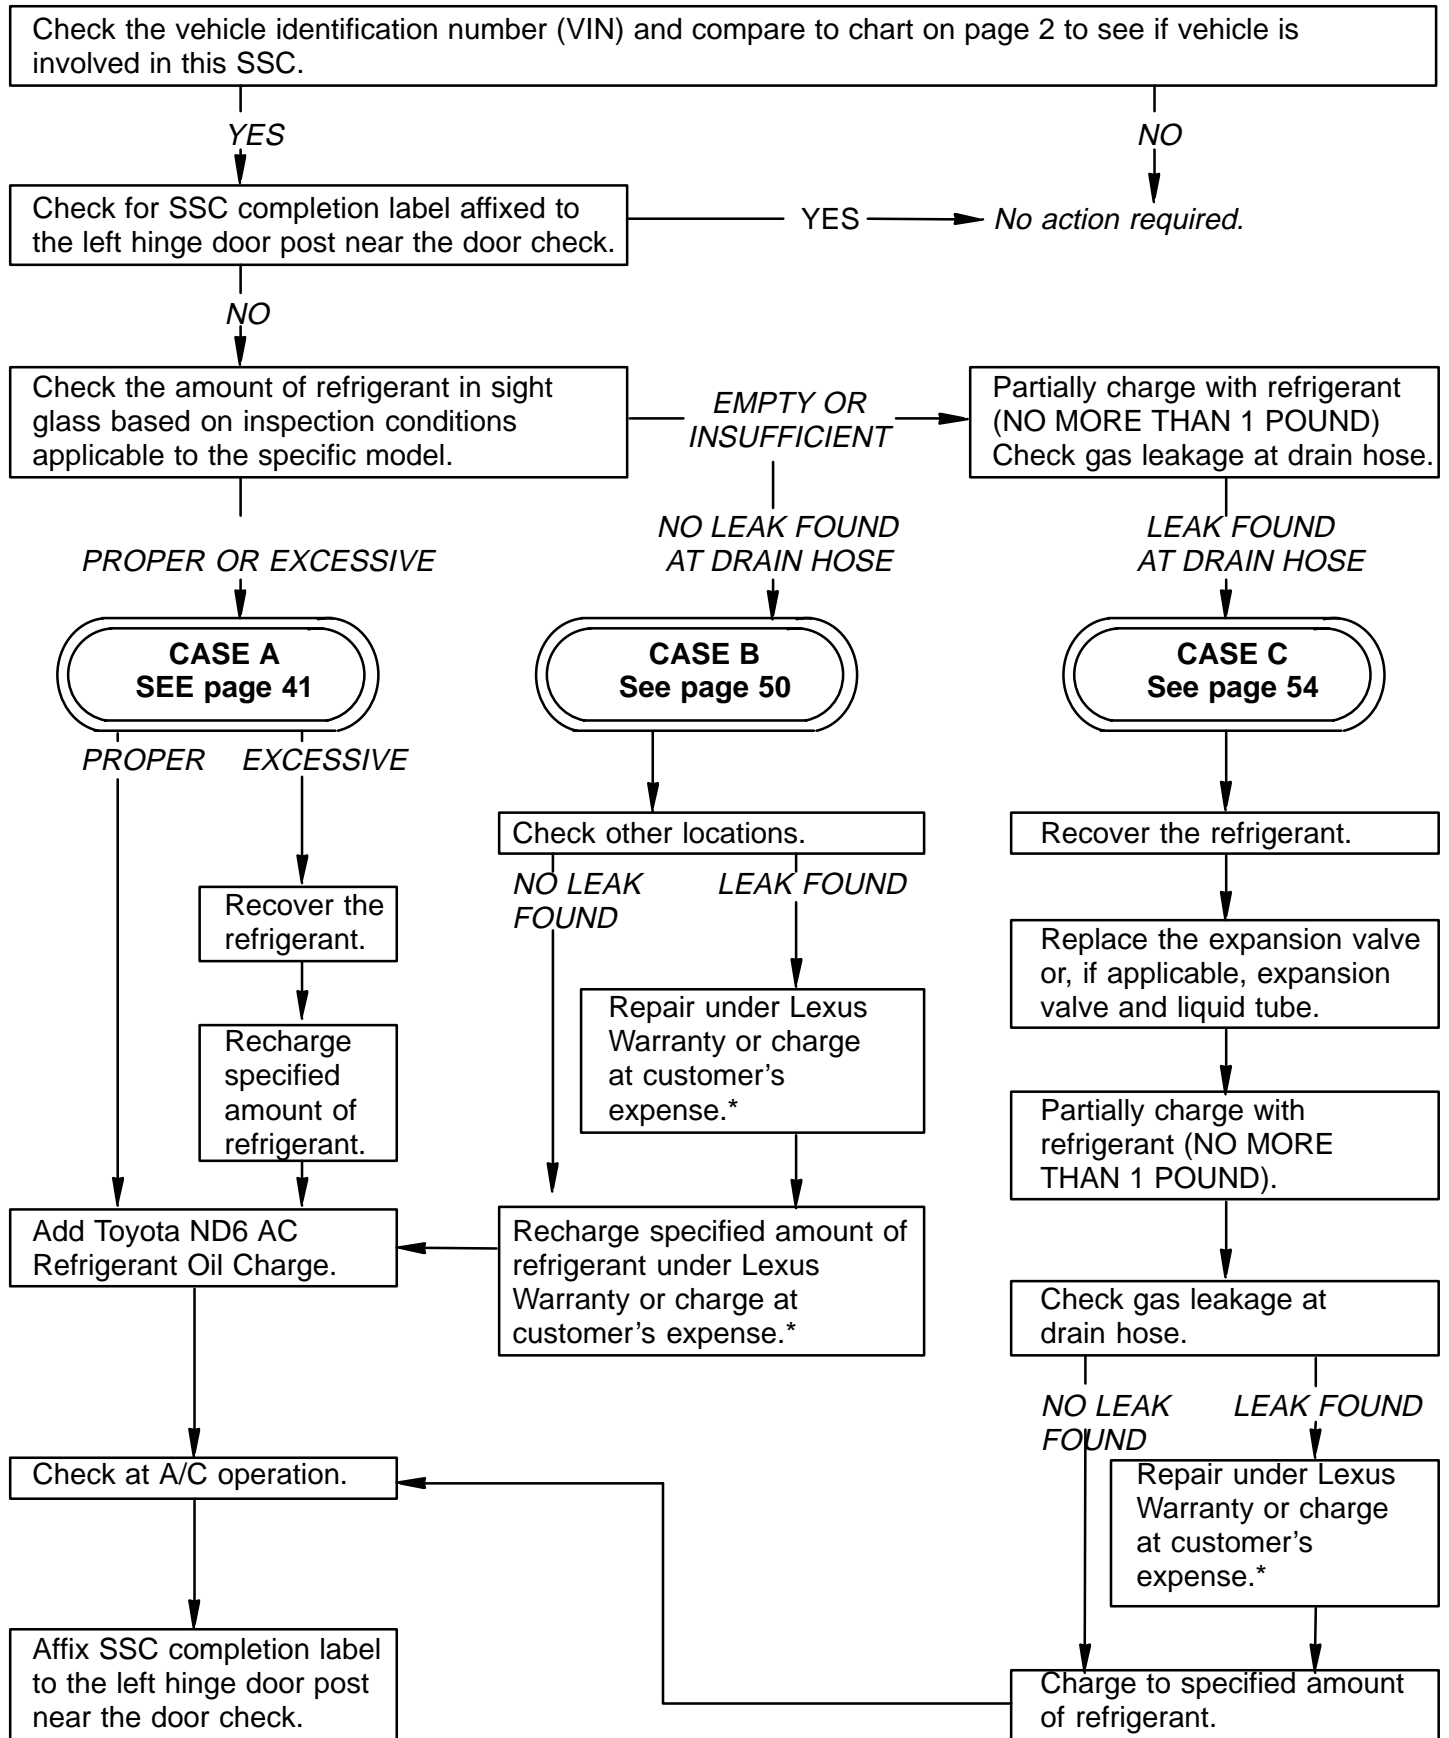 Check the vehicle identification number (VIN) and compare to chart on page 2 to see if vehicle is
involved in this SSC.
YES
NO
Check for SSC completion label affixed to
the left hinge door post near the door check.
YES
No action required.
NO
Check the amount of refrigerant in sight
glass based on inspection conditions
applicable to the specific model.
EMPTY OR
INSUFFICIENT
Partially charge with refrigerant
(NO MORE THAN 1 POUND)
Check gas leakage at drain hose.
PROPER OR EXCESSIVE
NO LEAK FOUND
AT DRAIN HOSE
LEAK FOUND
AT DRAIN HOSE
CASE A
SEE page 41
CASE B
See page 50
CASE C
See page 54
PROPER
EXCESSIVE
Check other locations.
Recover the refrigerant.
NO LEAK
FOUND
LEAK FOUND
Recover the
refrigerant.
Replace the expansion valve
or, if applicable, expansion
valve and liquid tube.
Repair under Lexus
Warranty or charge
at customer's
expense.*
Recharge
specified
amount of
refrigerant.
Partially charge with
refrigerant (NO MORE
THAN 1 POUND).
Add Toyota ND6 AC
Refrigerant Oil Charge.
Recharge specified amount of
refrigerant under Lexus
Warranty or charge at
customer's expense.*
Check gas leakage at
drain hose.
NO LEAK
FOUND
LEAK FOUND
Check at A/C operation.
Repair under Lexus
Warranty or charge
at customer's
expense.*
Affix SSC completion label
to the left hinge door post
near the door check.
Charge to specified amount
of refrigerant.